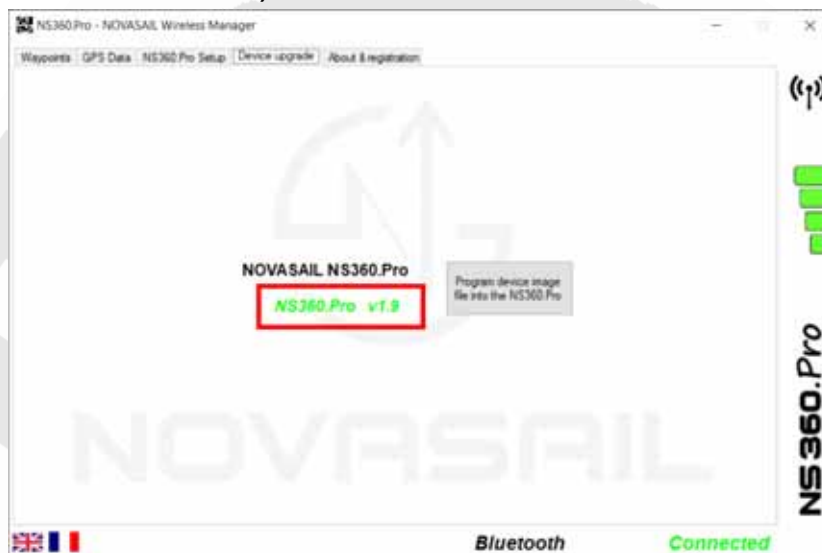 NS360.Pro - NOVASAIL Wireless Manager
Waypoints GPS Data NS360.Pro Setup Device upgrade About & registration
NOVASAIL NS360.Pro
NS360.Pro v1.9
Program device image
file into the NS360.Pro
NOVASAIL
NS360.Pro
Bluetooth Connected